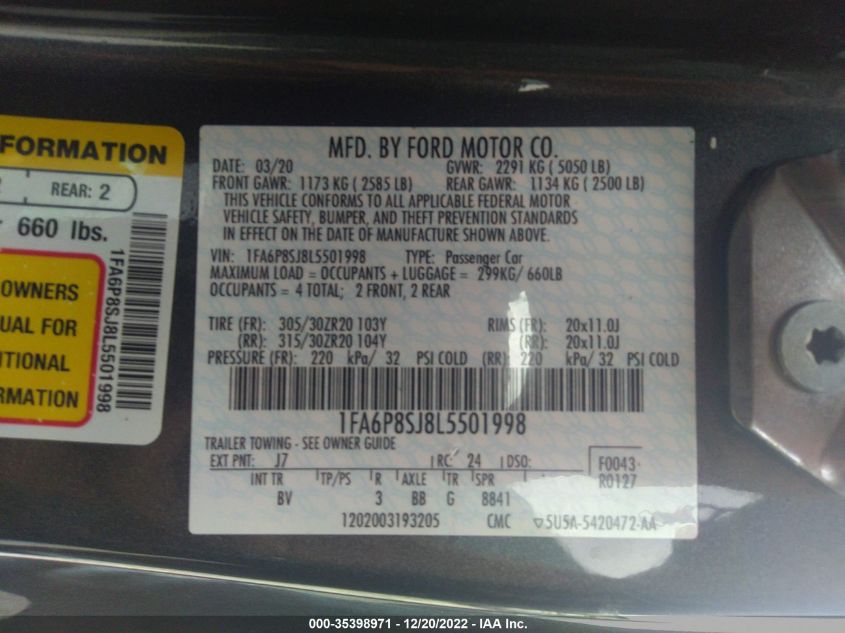 FORMATION
REAR: 2
660 lbs.
OWNERS
UAL FOR
ITIONAL
RMATION
1FA6P8SJ8L5501998
MFD. BY FORD MOTOR CO.
DATE: 03/20 GVWR: 2291 KG ( 5050 LB)
FRONT GAWR: 1173 KG ( 2585 LB) REAR GAWR: 1134 KG ( 2500 LB)
THIS VEHICLE CONFORMS TO ALL APPLICABLE FEDERAL MOTOR
VEHICLE SAFETY, BUMPER, AND THEFT PREVENTION STANDARDS
IN EFFECT ON THE DATE OF MANUFACTURE SHOWN ABOVE.
VIN: 1FA6P8SJ8L5501998 TYPE: Passenger Car
MAXIMUM LOAD = OCCUPANTS + LUGGAGE = 299KG/ 660LB
OCCUPANTS = 4 TOTAL; 2 FRONT, 2 REAR
TIRE (FR): 305/30ZR20 103Y RIMS (FR): 20x11.0J
(RR): 315/30ZR20 104Y (RR): 20x11.0J
PRESSURE (FR): 220 kPa/ 32 PSI COLD (RR): 220 kPa/ 32 PSI COLD
1FA6P8SJ8L5501998
TRAILER TOWING - SEE OWNER GUIDE
EXT PNT: J7 RC: 24 DSO: F0043
INT TR TP/PS R AXLE TR SPR R0127
BV 3 BB G 8841
1202003193205 CMC ▽5U5A-5420472-AA
000-35398971 - 12/20/2022 - IAA Inc.